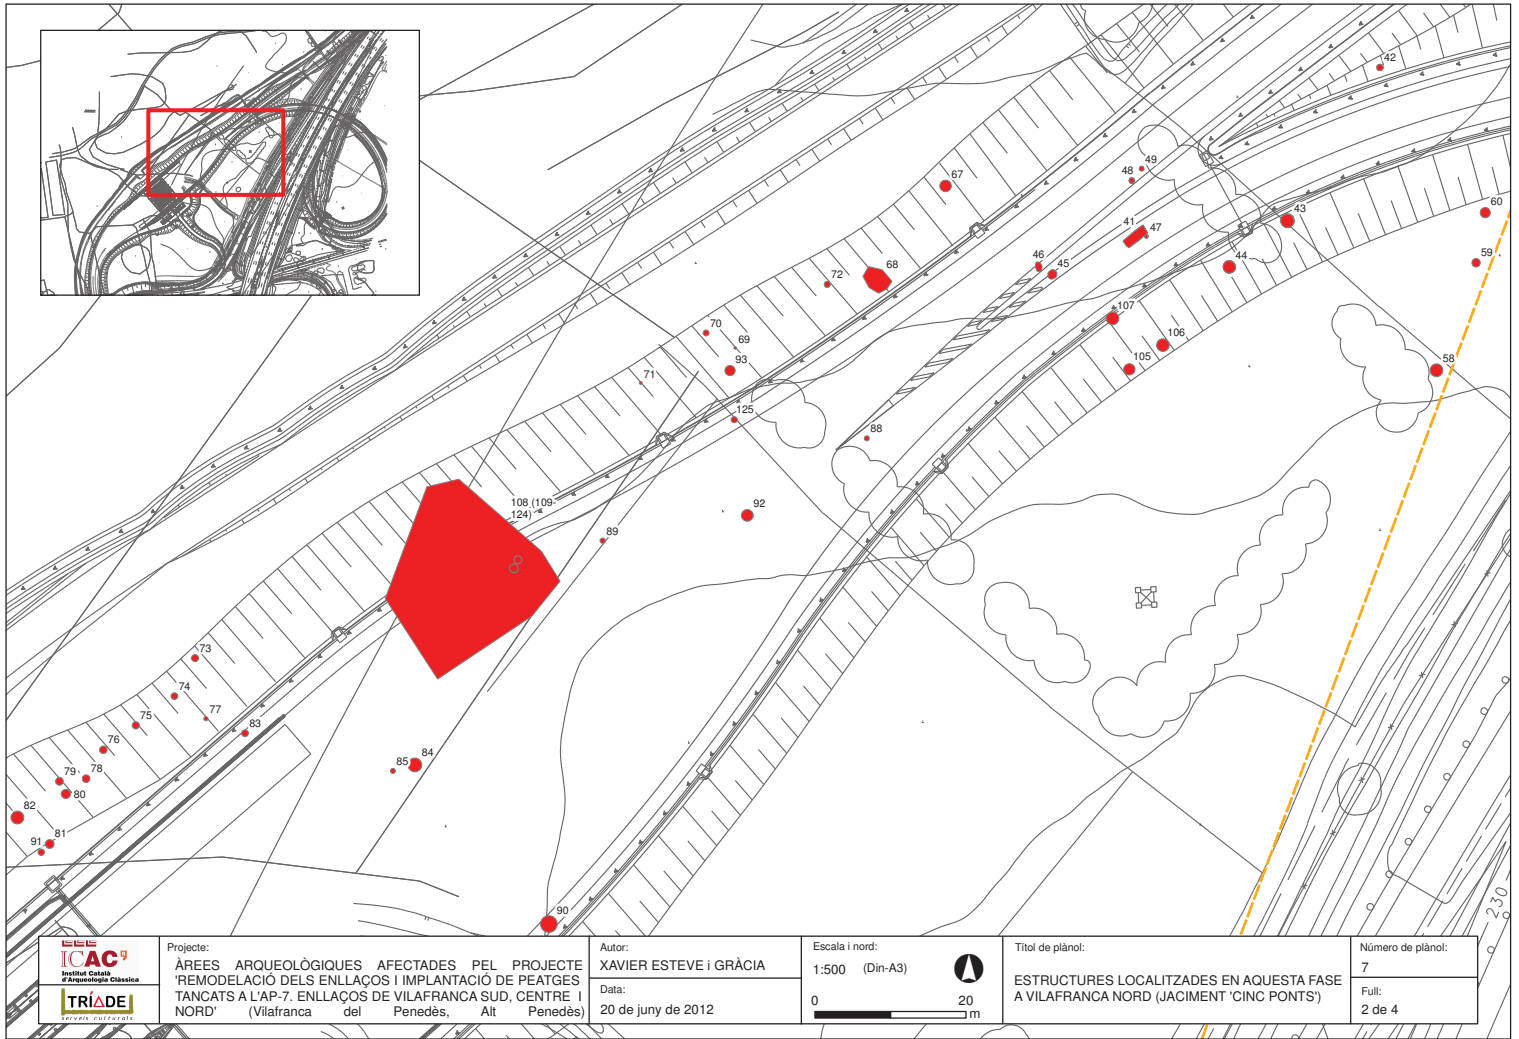 42
49
48
67
41
47
43
60
44
59
46
45
68
72
107
106
105
58
70
69
93
71
125
88
108 (109-
124)
92
89
73
74
77
75
83
76
84
85
79
78
80
82
81
91
90
230
ICAC
Institut Català
d'Arqueologia Clàssica
TRÍADE
serveis culturals
Projecte:
ÀREES ARQUEOLÒGIQUES AFECTADES PEL PROJECTE
'REMODELACIÓ DELS ENLLAÇOS I IMPLANTACIÓ DE PEATGES
TANCATS A L'AP-7. ENLLAÇOS DE VILAFRANCA SUD, CENTRE I
NORD' (Vilafranca del Penedès, Alt Penedès)
Autor:
XAVIER ESTEVE i GRÀCIA
Data:
20 de juny de 2012
Escala i nord:
1:500 (Din-A3)
0 20
m
Títol de plànol:
ESTRUCTURES LOCALITZADES EN AQUESTA FASE
A VILAFRANCA NORD (JACIMENT 'CINC PONTS')
Número de plànol:
7
Full:
2 de 4